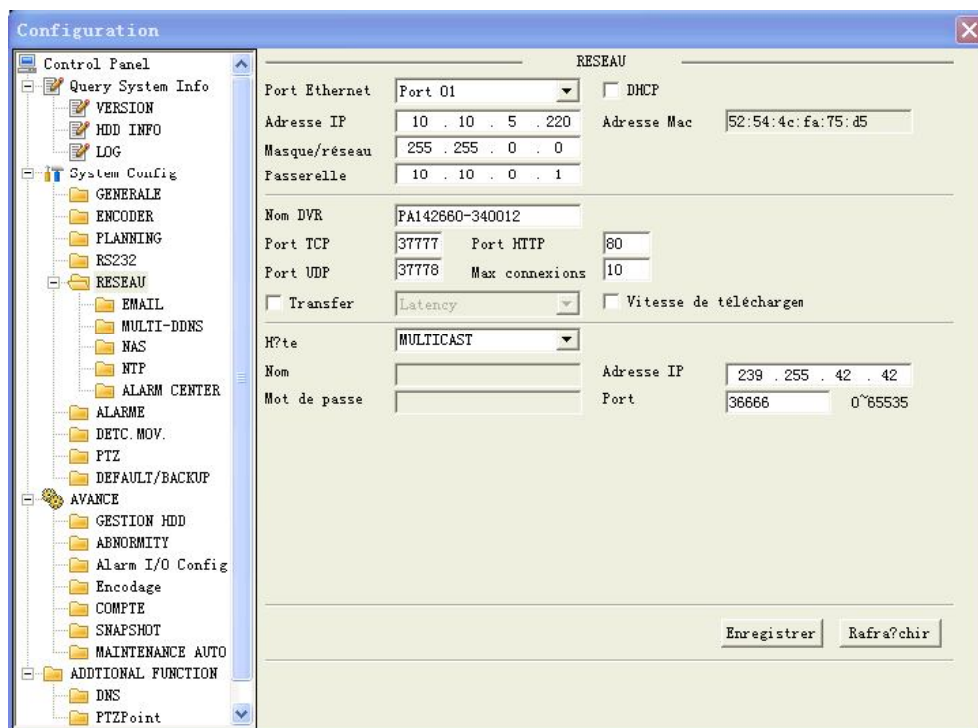 Configuration
Control Panel
Query System Info
VERSION
HDD INFO
LOG
System Config
GENERALE
ENCODER
PLANNING
RS232
RESEAU
EMAIL
MULTI-DDNS
NAS
NTP
ALARM CENTER
ALARME
DETC.MOV.
PTZ
DEFAULT/BACKUP
AVANCE
GESTION HDD
ABNORMITY
Alarm I/O Config
Encodage
COMPTE
SNAPSHOT
MAINTENANCE AUTO
ADDTIONAL FUNCTION
DNS
PTZPoint
RESEAU
Port Ethernet Port 01 DHCP
Adresse IP 10 . 10 . 5 . 220 Adresse Mac 52:54:4c:fa:75:d5
Masque/réseau 255 . 255 . 0 . 0
Passerelle 10 . 10 . 0 . 1
Nom DVR PA142660-340012
Port TCP 37777 Port HTTP 80
Port UDP 37778 Max connexions 10
Transfer Latency Vitesse de téléchargem
H?te MULTICAST
Nom Adresse IP 239 . 255 . 42 . 42
Mot de passe Port 36666 0~65535
Enregistrer Rafra?chir